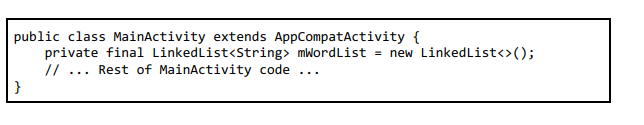 public class MainActivity extends AppCompatActivity {
    private final LinkedList<String> mWordList = new LinkedList<>();
    // ... Rest of MainActivity code ...
}